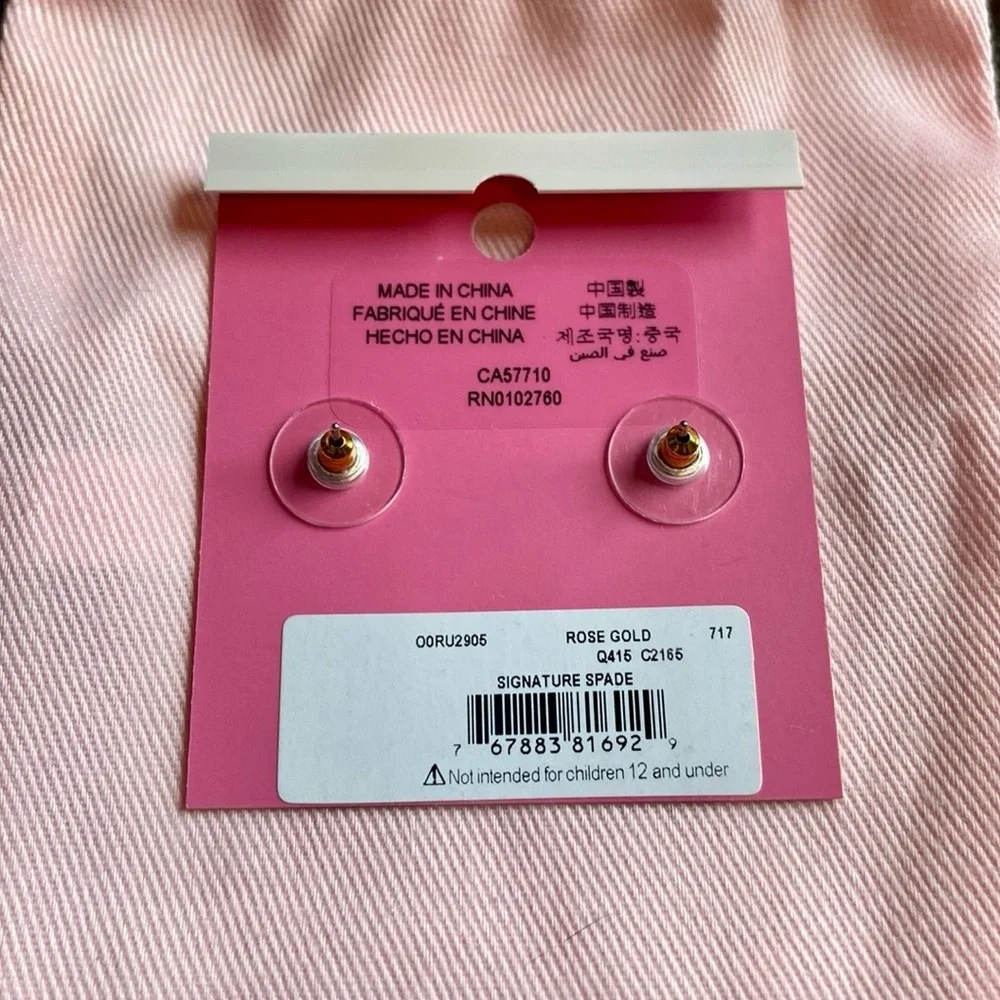 MADE IN CHINA
FABRIQUÉ EN CHINE
HECHO EN CHINA
中国製
中国制造
제조국명:중국
صنع في الصين
CA57710
RN0102760
O0RU2905 ROSE GOLD 717
Q415 C2165
SIGNATURE SPADE
7 67883 81692 9
⚠ Not intended for children 12 and under